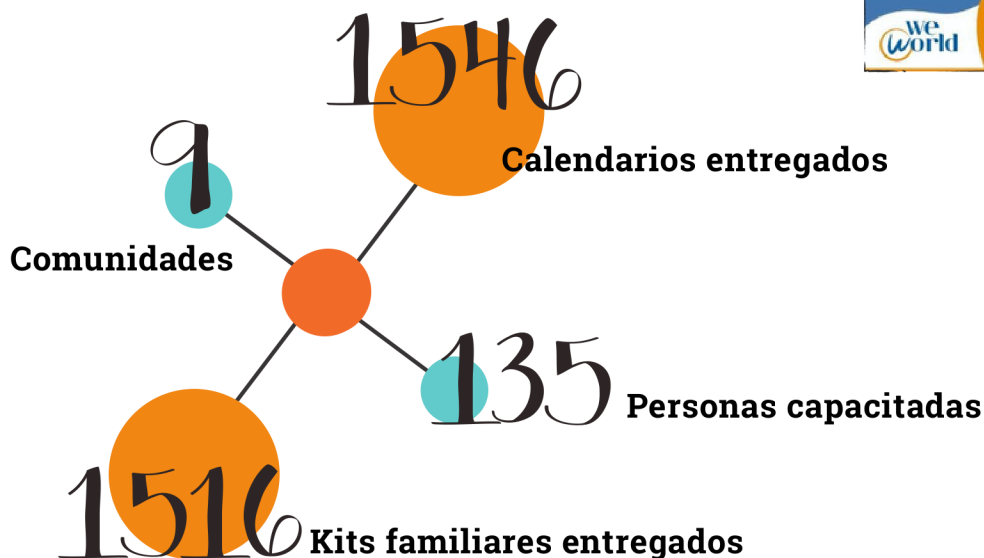 we
world
1546
Calendarios entregados
9
Comunidades
135
Personas capacitadas
1516
Kits familiares entregados